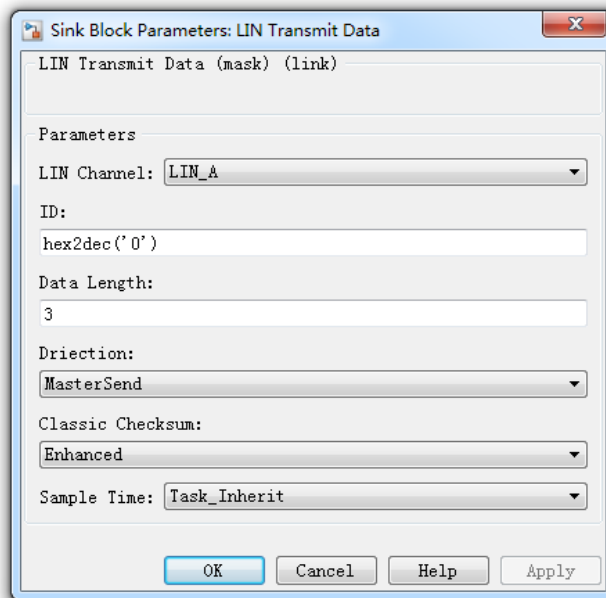 Sink Block Parameters: LIN Transmit Data
LIN Transmit Data (mask) (link)
Parameters
LIN Channel: LIN_A
ID:
hex2dec('0')
Data Length:
3
Driection:
MasterSend
Classic Checksum:
Enhanced
Sample Time: Task_Inherit
OK Cancel Help Apply